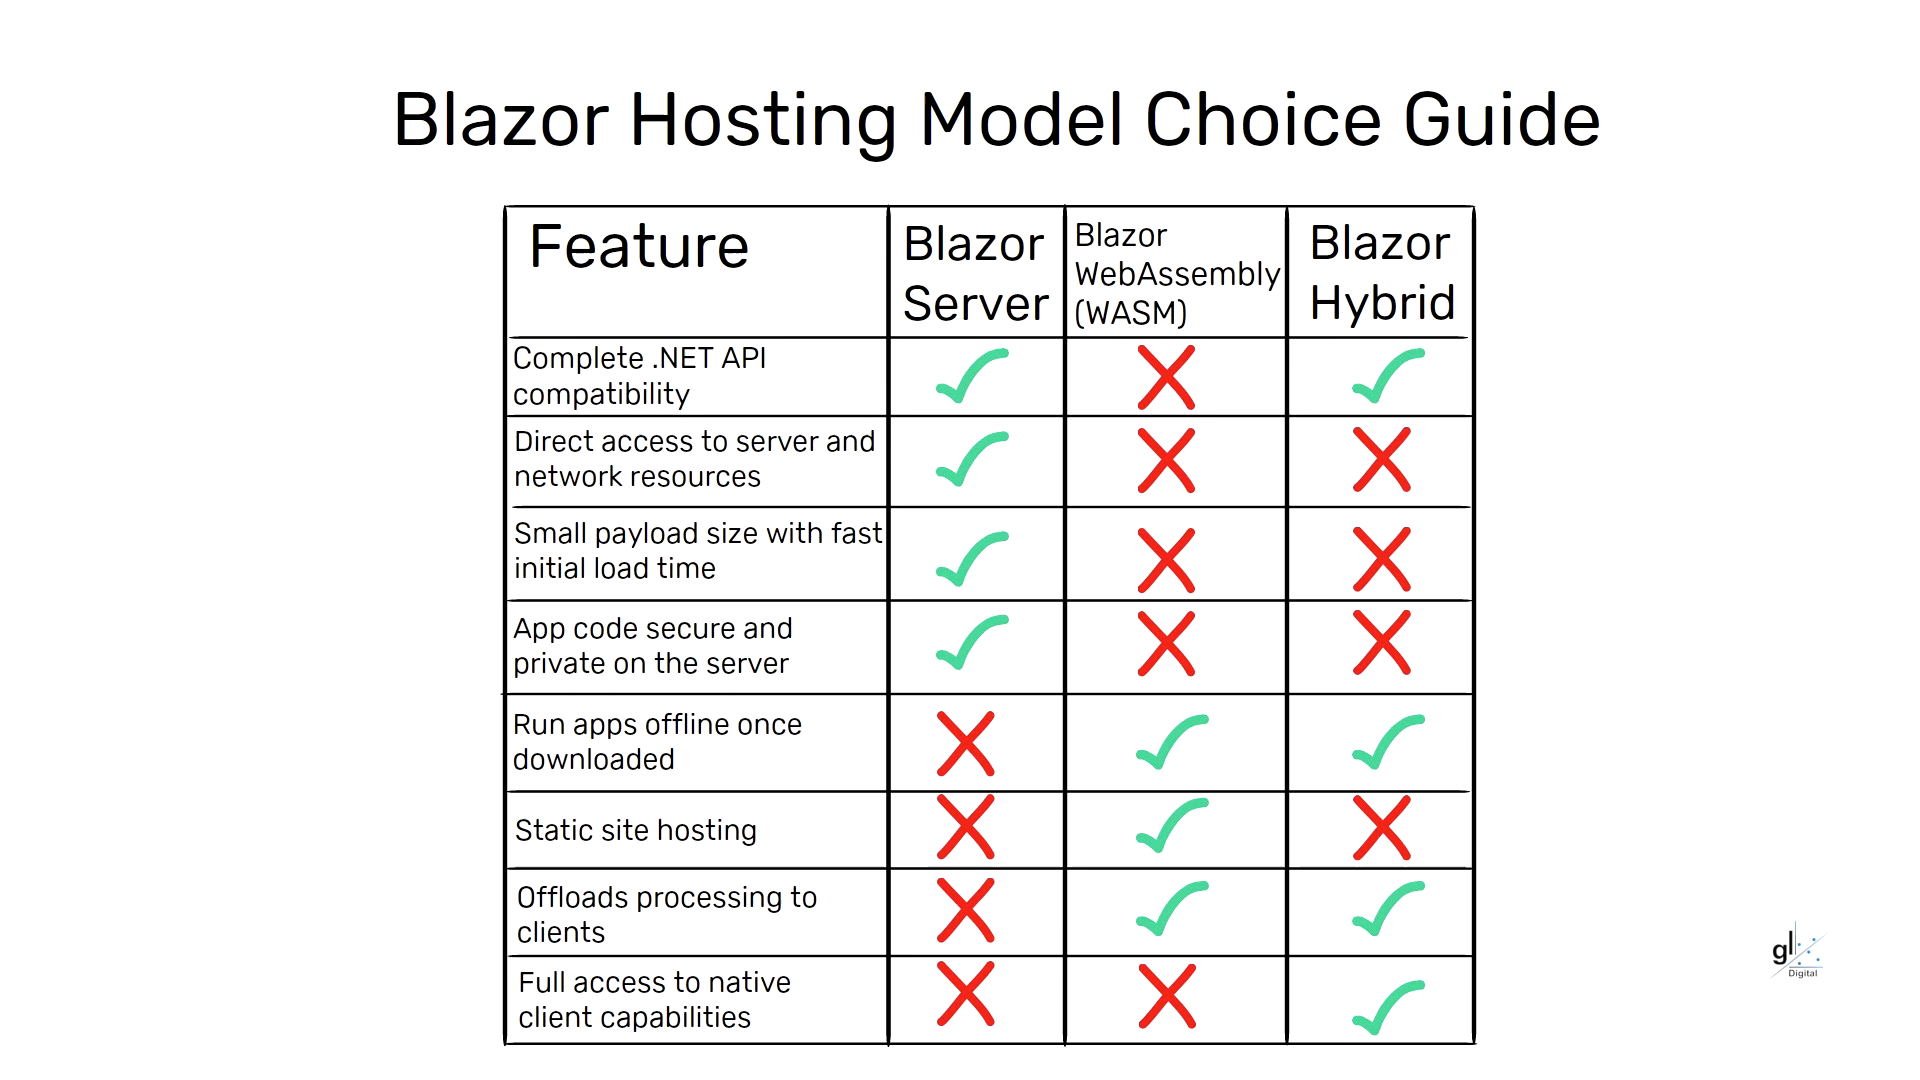 Blazor Hosting Model Choice Guide
Feature
Blazor
Server
Blazor
WebAssembly
(WASM)
Blazor
Hybrid
Complete .NET API
compatibility
Direct access to server and
network resources
Small payload size with fast
initial load time
App code secure and
private on the server
Run apps offline once
downloaded
Static site hosting
Offloads processing to
clients
Full access to native
client capabilities
gl
Digital